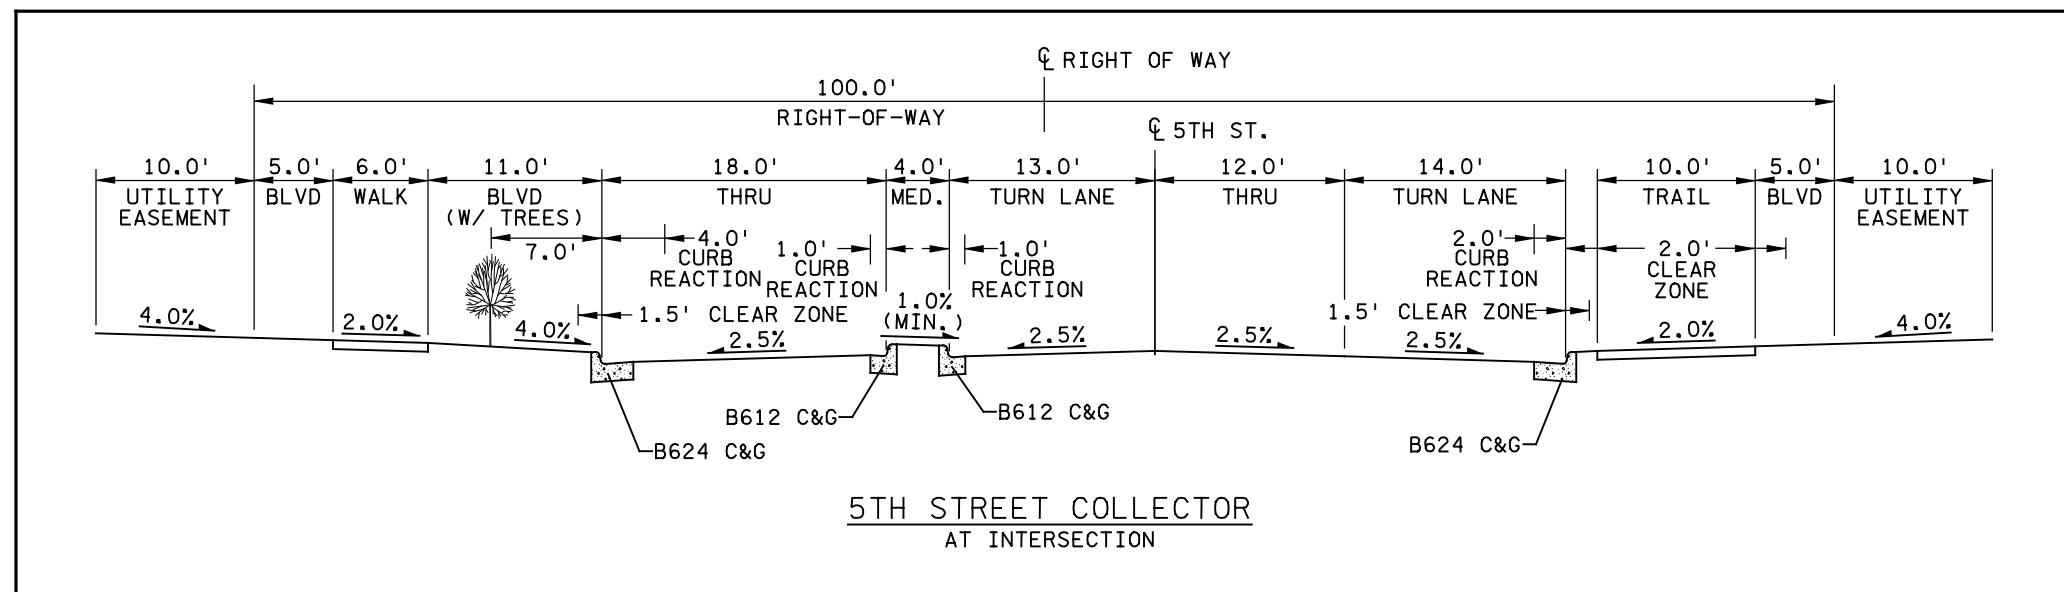 ℄ RIGHT OF WAY
100.0'
RIGHT-OF-WAY
℄ 5TH ST.
10.0' 5.0' 6.0' 11.0' 18.0' 4.0' 13.0' 12.0' 14.0' 10.0' 5.0' 10.0'
UTILITY BLVD WALK BLVD THRU MED. TURN LANE THRU TURN LANE TRAIL BLVD UTILITY
EASEMENT (W/ TREES) EASEMENT
7.0' 4.0' 1.0' 1.0' 2.0' 2.0'
CURB CURB CURB CURB CLEAR
REACTION REACTION REACTION REACTION ZONE
1.5' CLEAR ZONE 1.0% 1.5' CLEAR ZONE
(MIN.)
4.0% 2.0% 4.0% 2.5% 2.5% 2.5% 2.5% 2.0% 4.0%
B612 C&G B612 C&G
B624 C&G B624 C&G
5TH STREET COLLECTOR
AT INTERSECTION